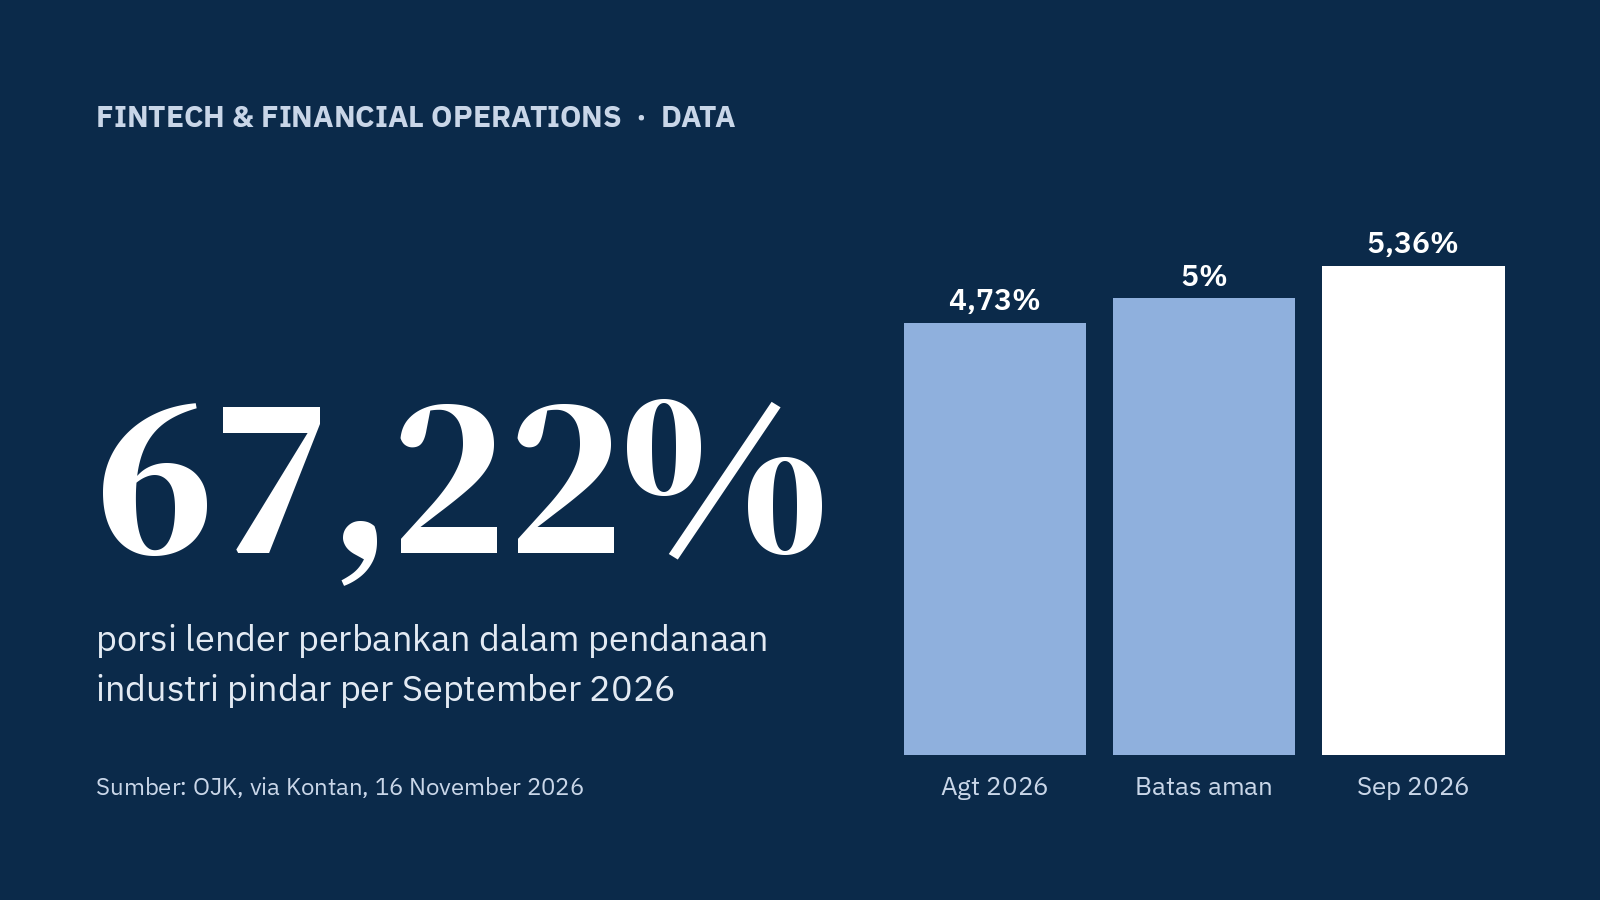 FINTECH & FINANCIAL OPERATIONS · DATA
67,22%
porsi lender perbankan dalam pendanaan
industri pindar per September 2026
Sumber: OJK, via Kontan, 16 November 2026
4,73%
5%
5,36%
Agt 2026
Batas aman
Sep 2026